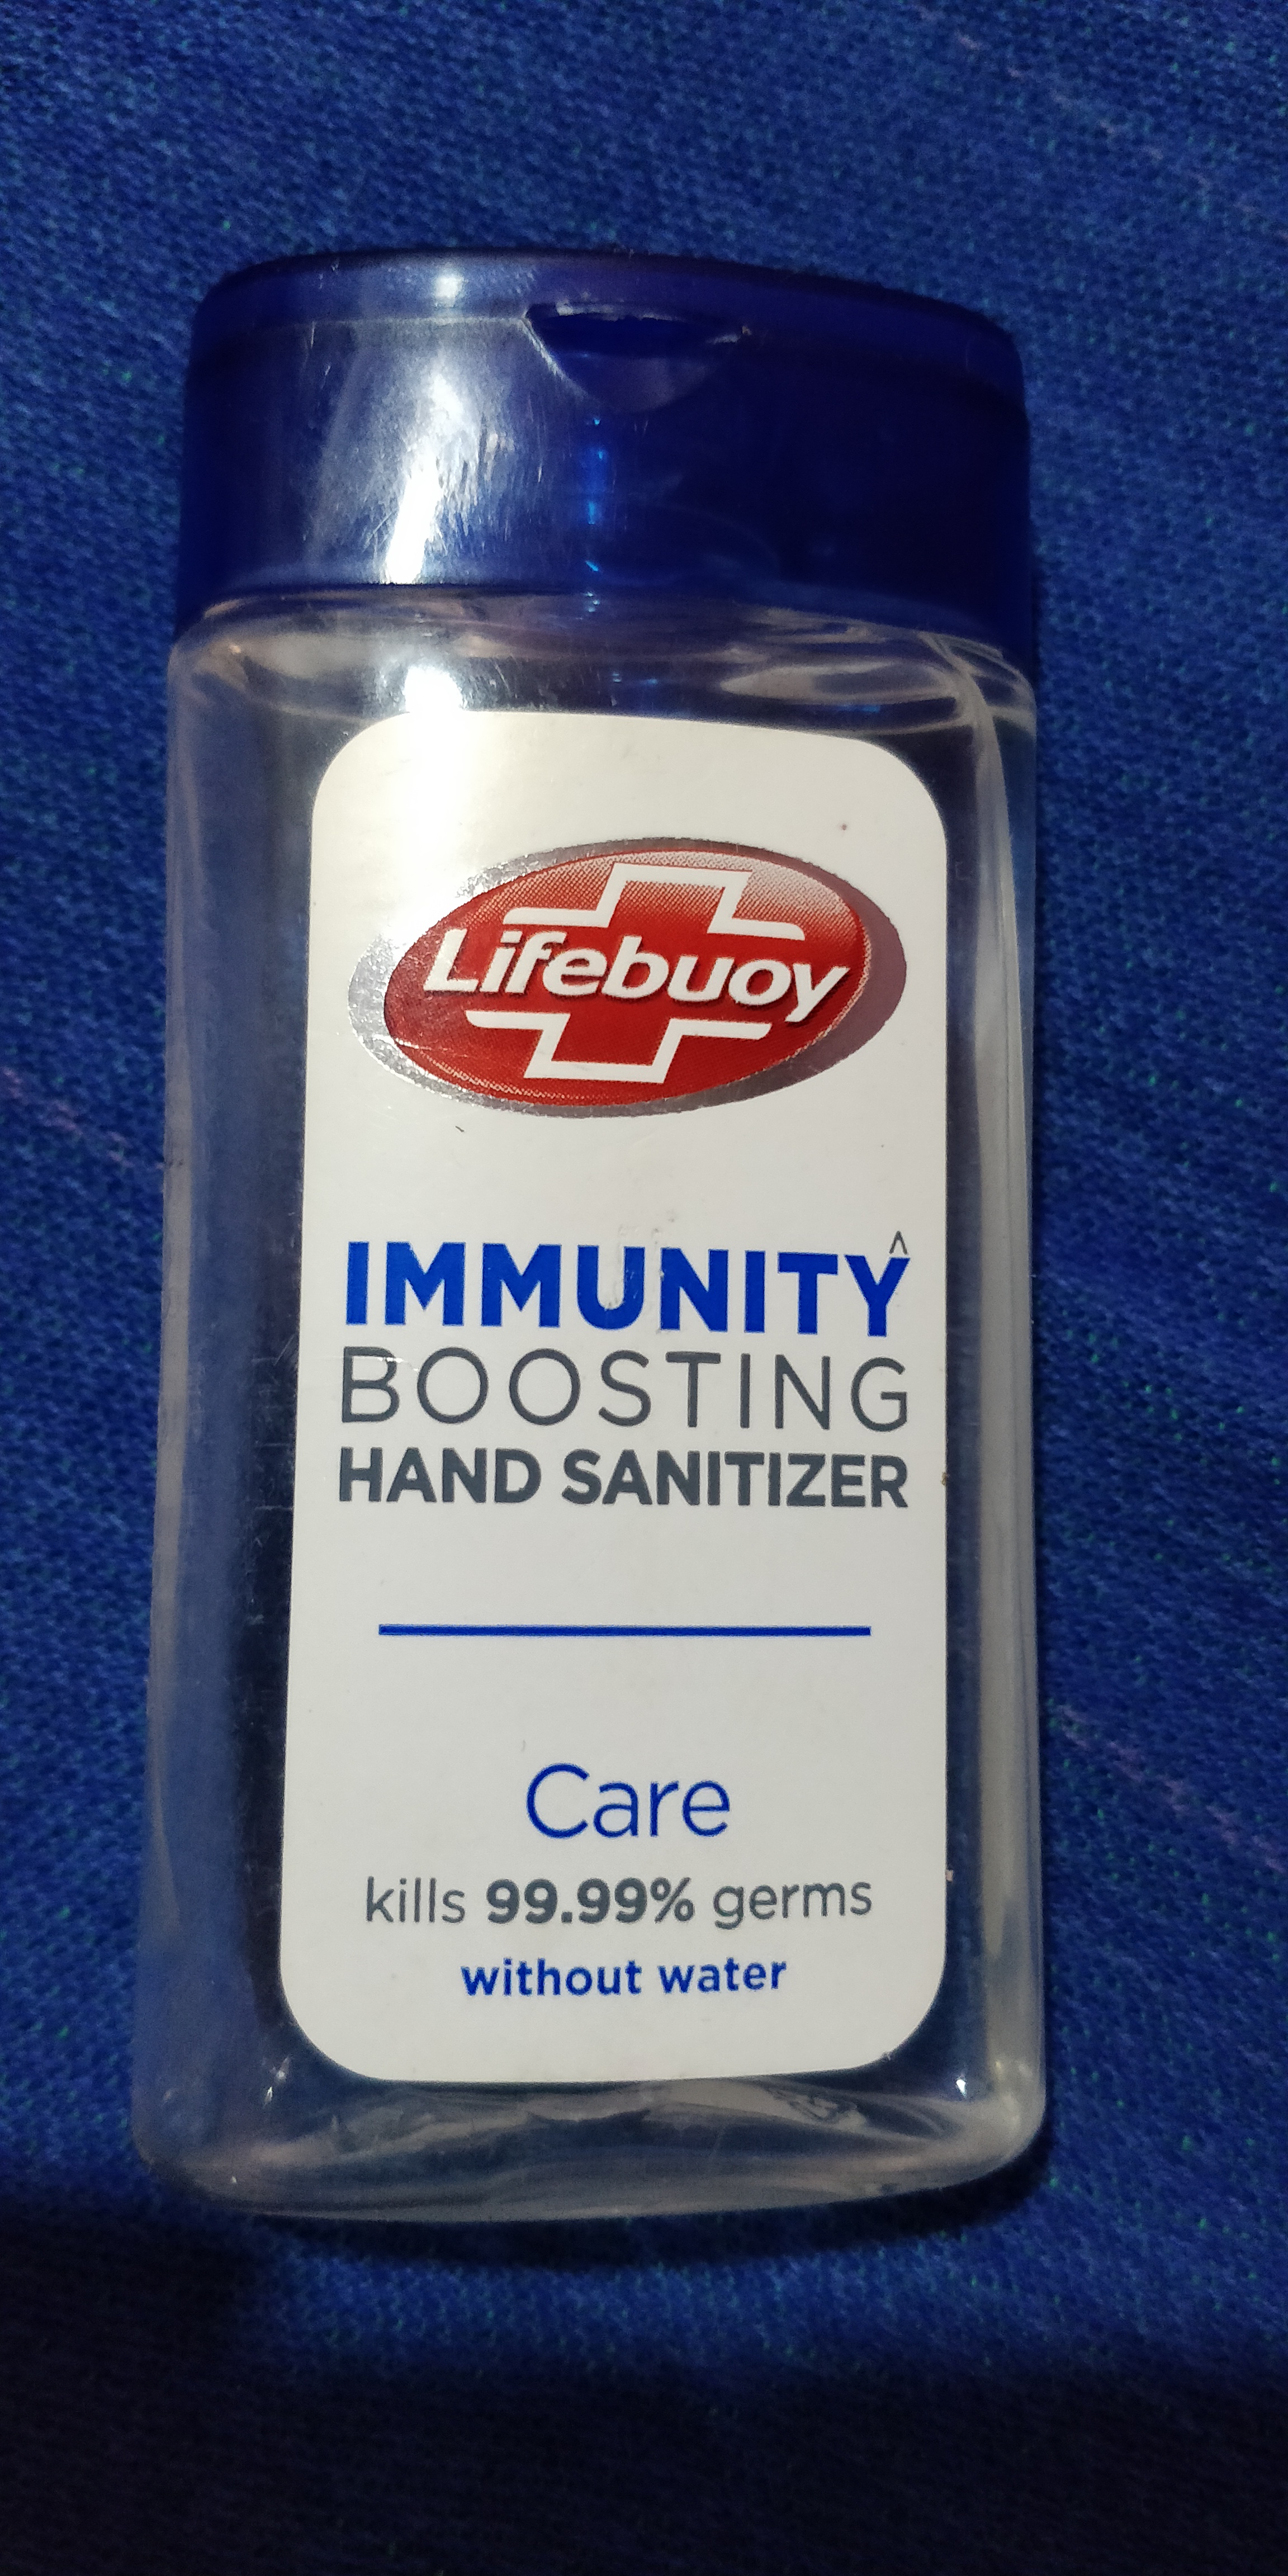 Lifebuoy
IMMUNITY^
BOOSTING
HAND SANITIZER
Care
kills 99.99% germs
without water